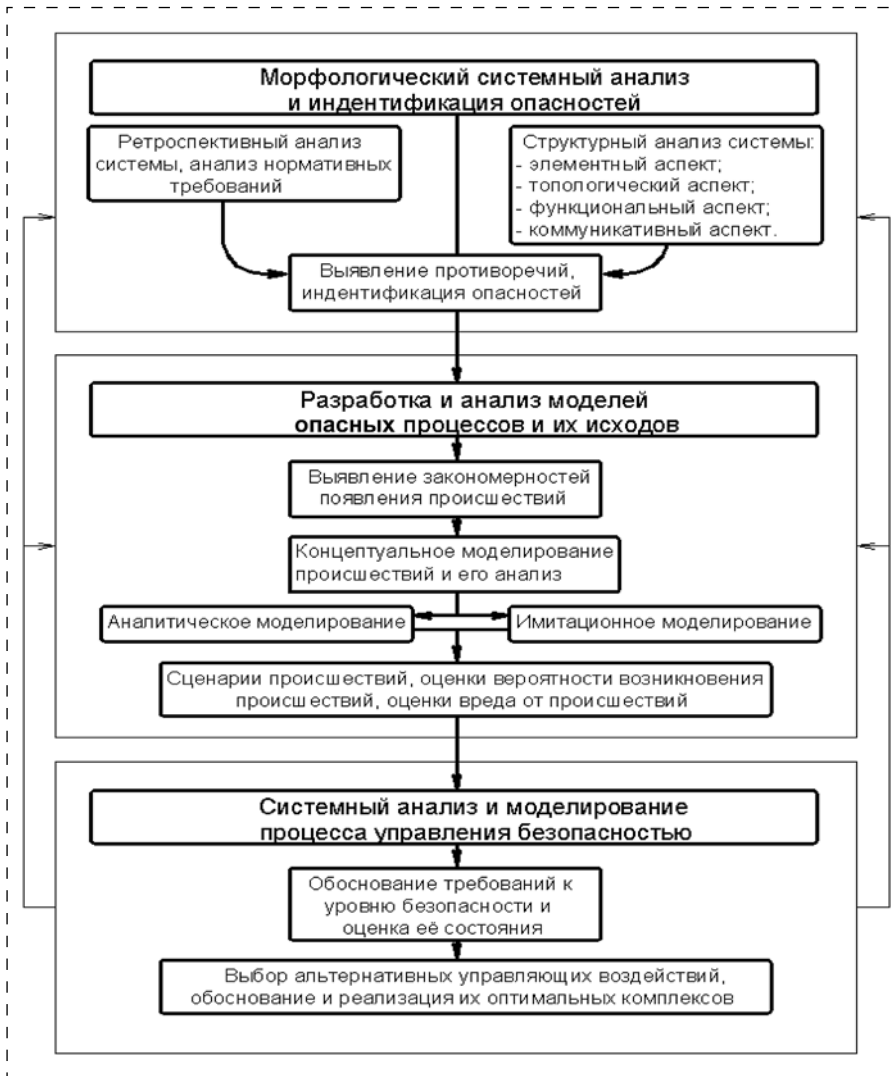 Морфологический системный анализ
и индентификация опасностей
Ретроспективный анализ
системы, анализ нормативных
требований
Структурный анализ системы:
- элементный аспект;
- топологический аспект;
- функциональный аспект;
- коммуникативный аспект.
Выявление противоречий,
индентификация опасностей
Разработка и анализ моделей
опасных процессов и их исходов
Выявление закономерностей
появления происшествий
Концептуальное моделирование
происшествий и его анализ
Аналитическое моделирование
Имитационное моделирование
Сценарии происшествий, оценки вероятности возникновения
происшествий, оценки вреда от происшествий
Системный анализ и моделирование
процесса управления безопасностью
Обоснование требований к
уровню безопасности и
оценка её состояния
Выбор альтернативных управляющих воздействий,
обоснование и реализация их оптимальных комплексов